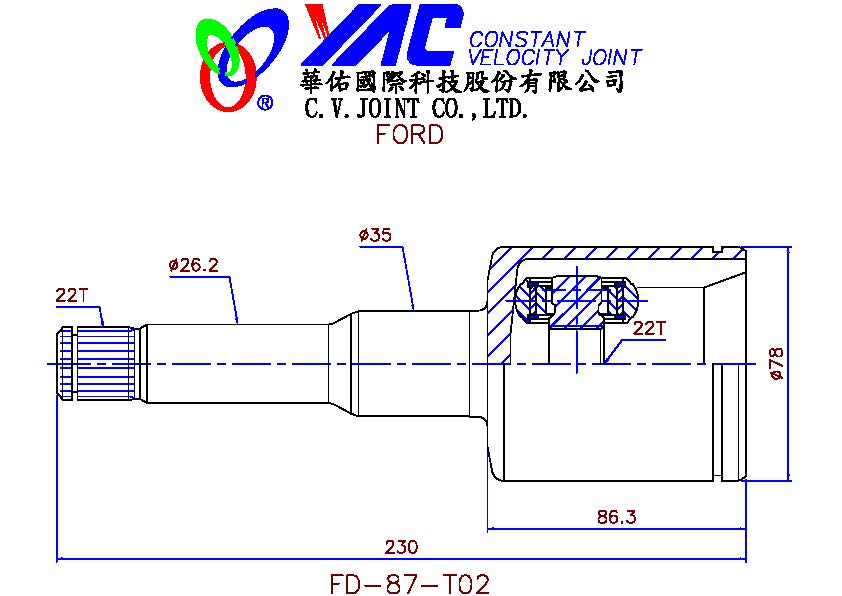 YAC CONSTANT
VELOCITY JOINT
®
華佑國際科技股份有限公司
C.V.JOINT CO.,LTD.
FORD
ø35
ø26.2
22T
22T
ø78
86.3
230
FD-87-T02